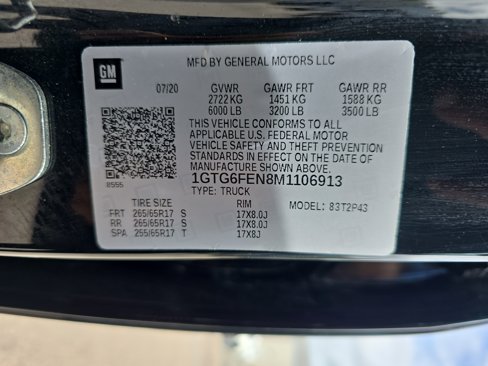 GM
MFD BY GENERAL MOTORS LLC
07/20 GVWR GAWR FRT GAWR RR
2722 KG 1451 KG 1588 KG
6000 LB 3200 LB 3500 LB
THIS VEHICLE CONFORMS TO ALL
APPLICABLE U.S. FEDERAL MOTOR
VEHICLE SAFETY AND THEFT PREVENTION
STANDARDS IN EFFECT ON THE DATE OF
MANUFACTURE SHOWN ABOVE.
8555 1GTG6FEN8M1106913
TYPE: TRUCK
TIRE SIZE RIM MODEL: 83T2P43
FRT 265/65R17 S 17X8.0J
RR 265/65R17 S 17X8.0J
SPA 255/65R17 T 17X8J